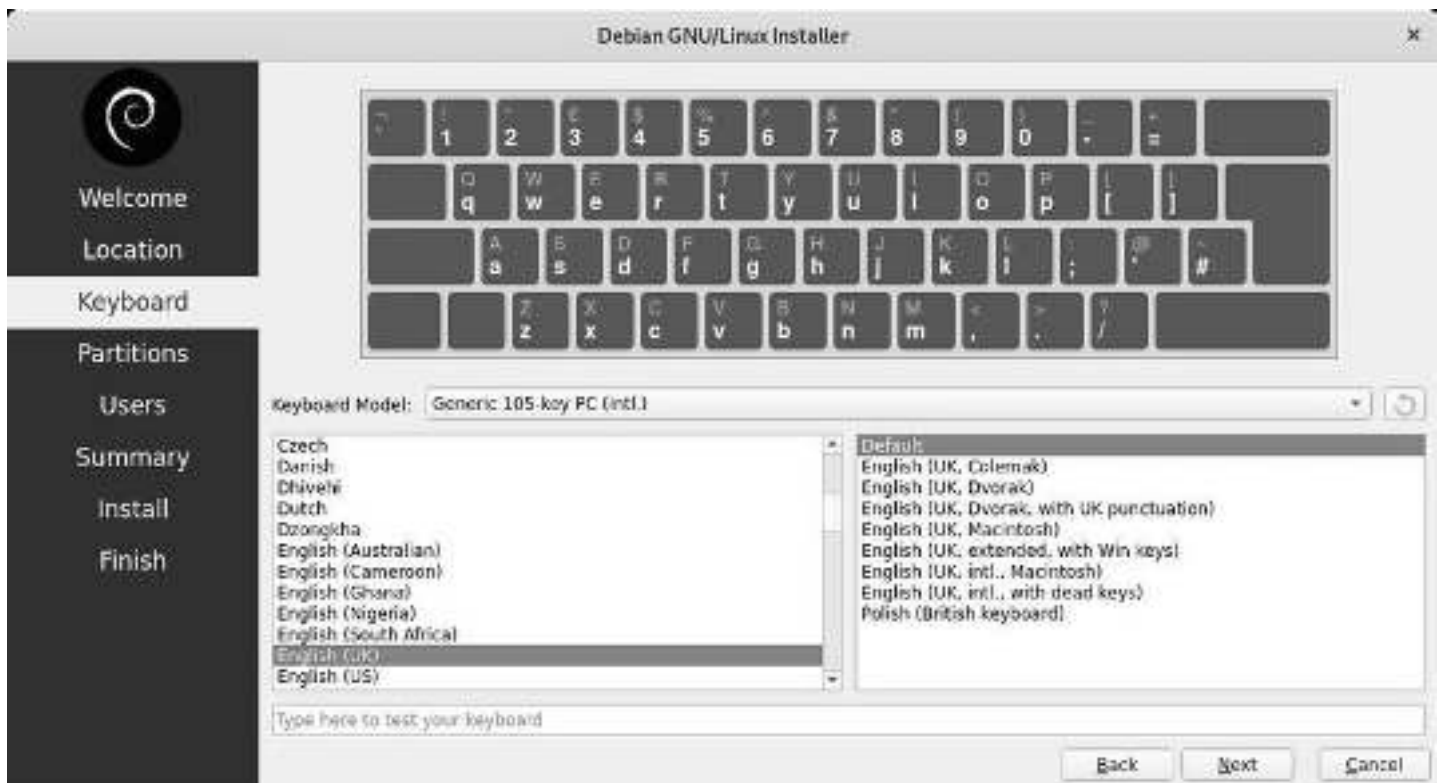 Debian GNU/Linux Installer
Welcome
Location
Keyboard
Partitions
Users
Summary
Install
Finish
1 2 3 4 5 6 7 8 9 0 - =
Q W E R T Y U I O P
q w e r t y u i o p [ ]
A S D F G H J K L : @ ~
a s d f g h j k l ; ' #
Z X C V B N M < > ?
z x c v b n m , . /
Keyboard Model: Generic 105-key PC (intl.)
Czech
Danish
Dhivehi
Dutch
Dzongkha
English (Australian)
English (Cameroon)
English (Ghana)
English (Nigeria)
English (South Africa)
English (UK)
English (US)
Default
English (UK, Colemak)
English (UK, Dvorak)
English (UK, Dvorak, with UK punctuation)
English (UK, Macintosh)
English (UK, extended, with Win keys)
English (UK, intl., Macintosh)
English (UK, intl., with dead keys)
Polish (British keyboard)
Type here to test your keyboard
Back Next Cancel